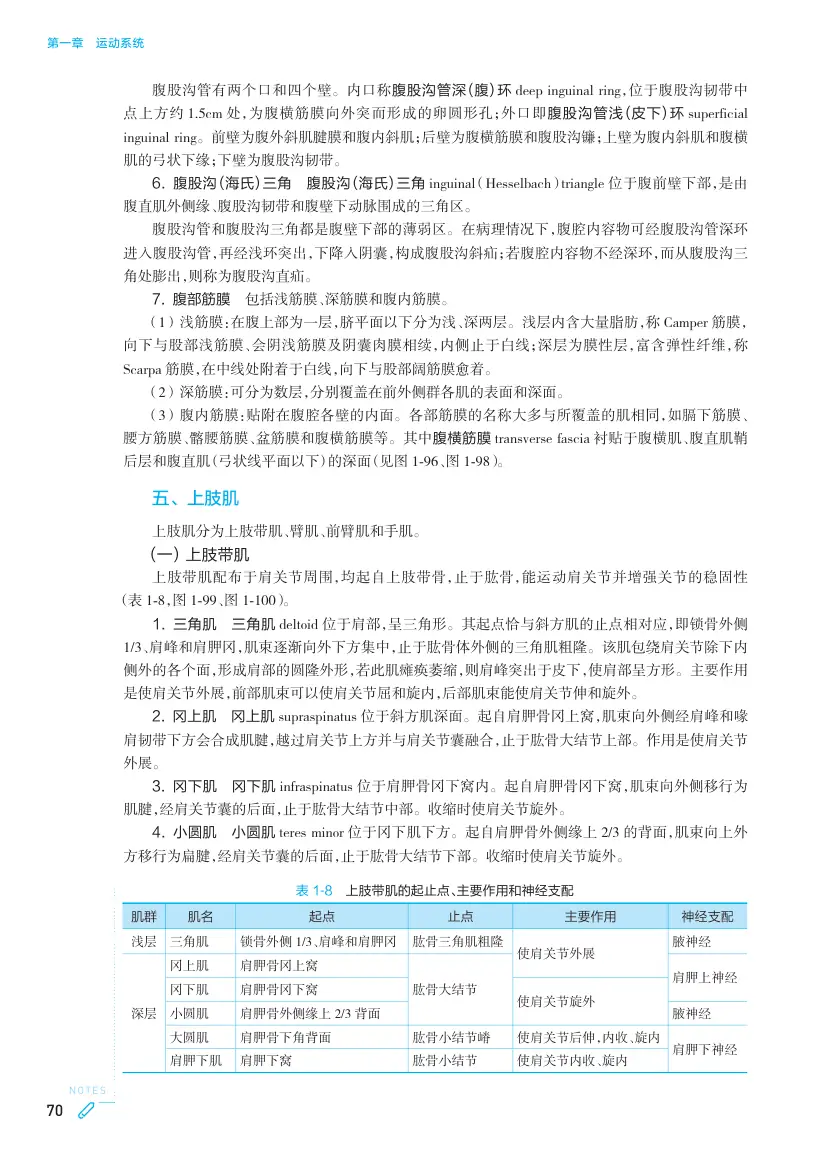 第一章 运动系统
腹股沟管有两个口和四个壁。内口称腹股沟管深(腹)环 deep inguinal ring,位于腹股沟韧带中
点上方约 1.5cm 处,为腹横筋膜向外突而形成的卵圆形孔;外口即腹股沟管浅(皮下)环 superficial
inguinal ring。前壁为腹外斜肌腱膜和腹内斜肌;后壁为腹横筋膜和腹股沟镰;上壁为腹内斜肌和腹横
肌的弓状下缘;下壁为腹股沟韧带。
6. 腹股沟(海氏)三角 腹股沟(海氏)三角 inguinal(Hesselbach)triangle 位于腹前壁下部,是由
腹直肌外侧缘、腹股沟韧带和腹壁下动脉围成的三角区。
腹股沟管和腹股沟三角都是腹壁下部的薄弱区。在病理情况下,腹腔内容物可经腹股沟管深环
进入腹股沟管,再经浅环突出,下降入阴囊,构成腹股沟斜疝;若腹腔内容物不经深环,而从腹股沟三
角处膨出,则称为腹股沟直疝。
7. 腹部筋膜 包括浅筋膜、深筋膜和腹内筋膜。
(1)浅筋膜:在腹上部为一层,脐平面以下分为浅、深两层。浅层内含大量脂肪,称 Camper 筋膜,
向下与股部浅筋膜、会阴浅筋膜及阴囊肉膜相续,内侧止于白线;深层为膜性层,富含弹性纤维,称
Scarpa 筋膜,在中线处附着于白线,向下与股部阔筋膜愈着。
(2)深筋膜:可分为数层,分别覆盖在前外侧群各肌的表面和深面。
(3)腹内筋膜:贴附在腹腔各壁的内面。各部筋膜的名称大多与所覆盖的肌相同,如膈下筋膜、
腰方筋膜、髂腰筋膜、盆筋膜和腹横筋膜等。其中腹横筋膜 transverse fascia 衬贴于腹横肌、腹直肌鞘
后层和腹直肌(弓状线平面以下)的深面(见图 1-96、图 1-98)。
五、上肢肌
上肢肌分为上肢带肌、臂肌、前臂肌和手肌。
(一)上肢带肌
上肢带肌配布于肩关节周围,均起自上肢带骨,止于肱骨,能运动肩关节并增强关节的稳固性
(表 1-8,图 1-99、图 1-100)。
1. 三角肌 三角肌 deltoid 位于肩部,呈三角形。其起点恰与斜方肌的止点相对应,即锁骨外侧
1/3、肩峰和肩胛冈,肌束逐渐向外下方集中,止于肱骨体外侧的三角肌粗隆。该肌包绕肩关节除下内
侧外的各个面,形成肩部的圆隆外形,若此肌瘫痪萎缩,则肩峰突出于皮下,使肩部呈方形。主要作用
是使肩关节外展,前部肌束可以使肩关节屈和旋内,后部肌束能使肩关节伸和旋外。
2. 冈上肌 冈上肌 supraspinatus 位于斜方肌深面。起自肩胛骨冈上窝,肌束向外侧经肩峰和喙
肩韧带下方会合成肌腱,越过肩关节上方并与肩关节囊融合,止于肱骨大结节上部。作用是使肩关节
外展。
3. 冈下肌 冈下肌 infraspinatus 位于肩胛骨冈下窝内。起自肩胛骨冈下窝,肌束向外侧移行为
肌腱,经肩关节囊的后面,止于肱骨大结节中部。收缩时使肩关节旋外。
4. 小圆肌 小圆肌 teres minor 位于冈下肌下方。起自肩胛骨外侧缘上 2/3 的背面,肌束向上外
方移行为扁腱,经肩关节囊的后面,止于肱骨大结节下部。收缩时使肩关节旋外。
表 1-8 上肢带肌的起止点、主要作用和神经支配
肌群 肌名 起点 止点 主要作用 神经支配
浅层 三角肌 锁骨外侧 1/3、肩峰和肩胛冈 肱骨三角肌粗隆 使肩关节外展 腋神经
深层 冈上肌 肩胛骨冈上窝 肱骨大结节 肩胛上神经
冈下肌 肩胛骨冈下窝 使肩关节旋外
小圆肌 肩胛骨外侧缘上 2/3 背面 腋神经
大圆肌 肩胛骨下角背面 肱骨小结节嵴 使肩关节后伸,内收、旋内 肩胛下神经
肩胛下肌 肩胛下窝 肱骨小结节 使肩关节内收、旋内
NOTES
70